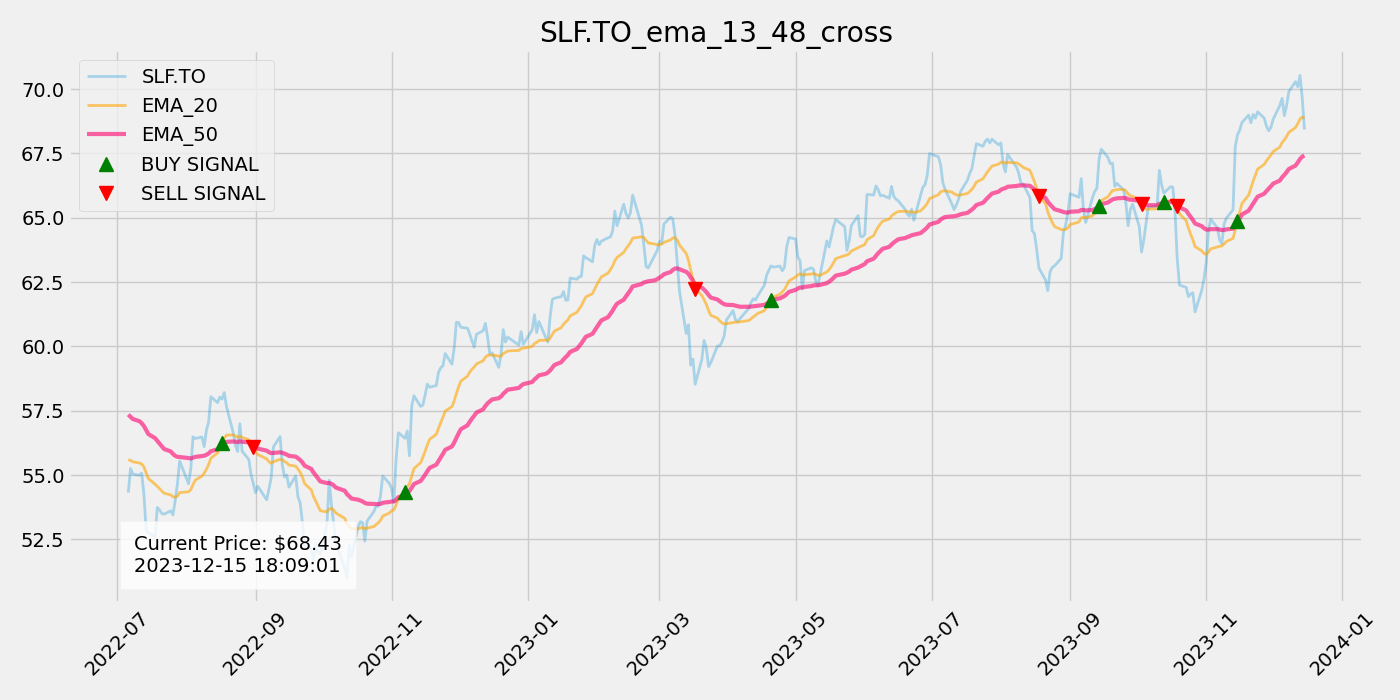 SLF.TO_ema_13_48_cross
SLF.TO
EMA_20
EMA_50
BUY SIGNAL
SELL SIGNAL
70.0
67.5
65.0
62.5
60.0
57.5
55.0
52.5
Current Price: $68.43
2023-12-15 18:09:01
2022-07
2022-09
2022-11
2023-01
2023-03
2023-05
2023-07
2023-09
2023-11
2024-01